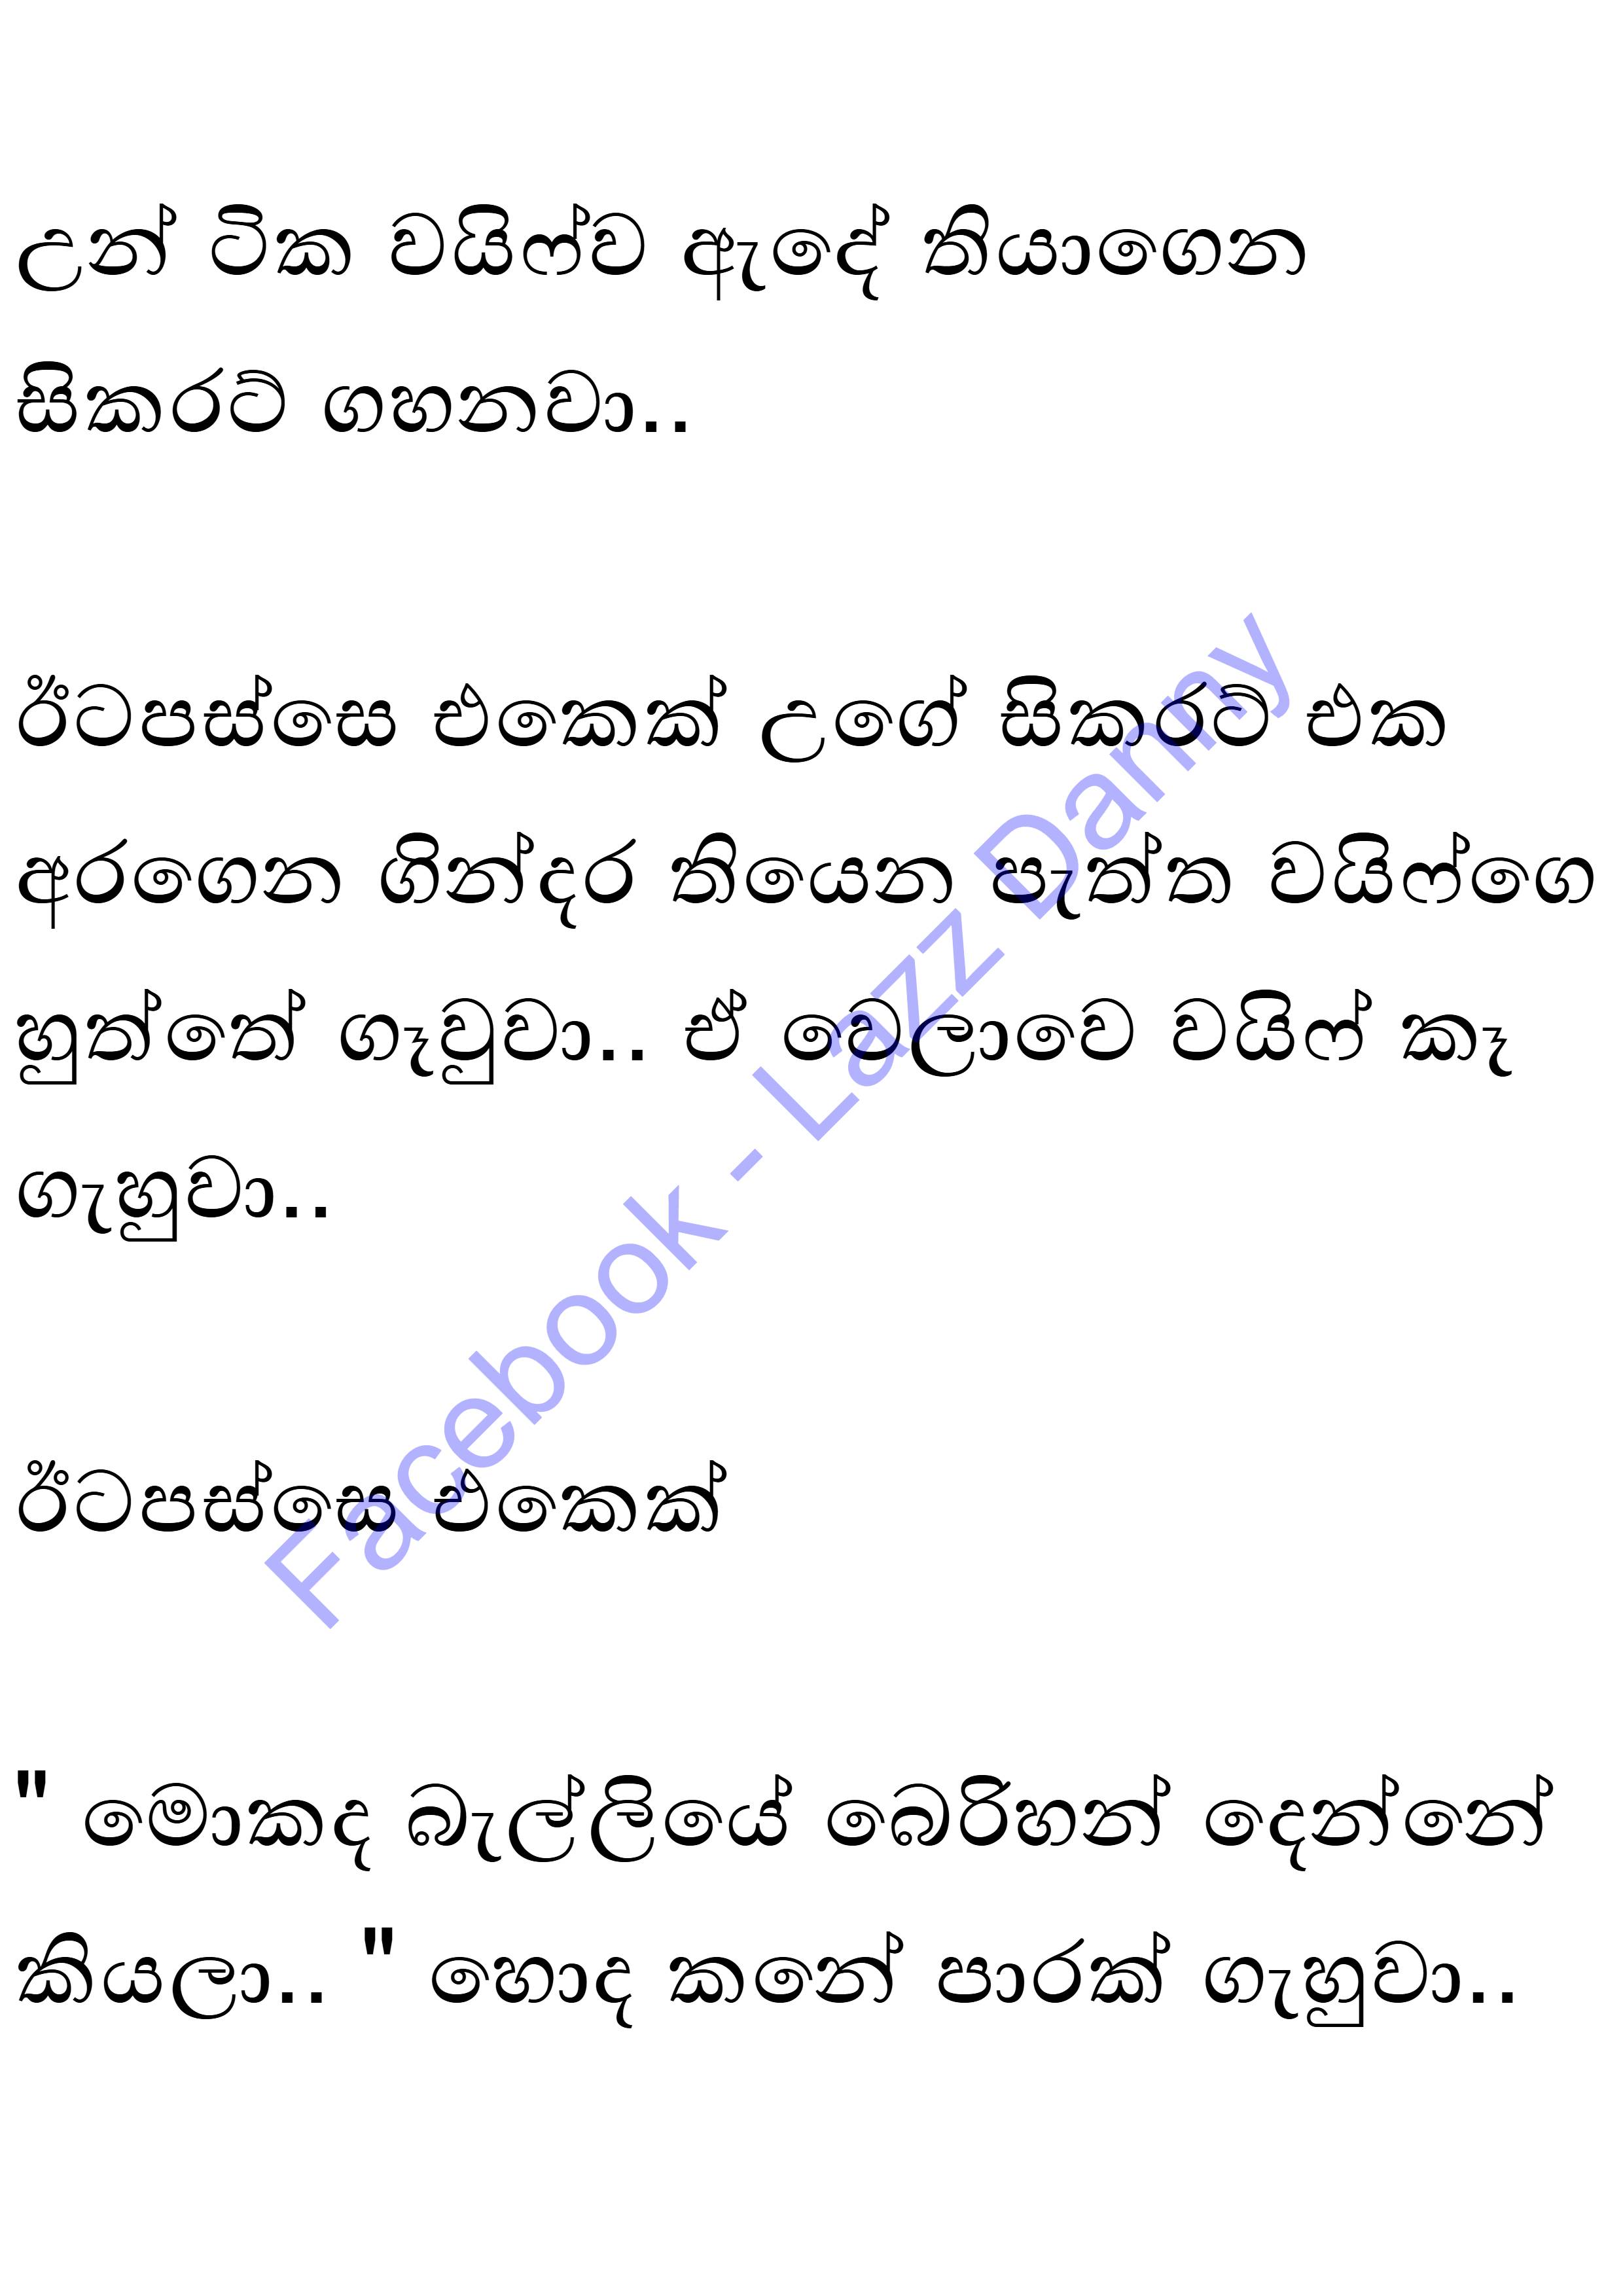 උන් ටික වයිෆ්ව ඇදේ තියාගෙන
සිකරට් ගහනවා..
ඊටපස්සෙ එකෙක් උගේ සිකරට් එක
අරගෙන ගින්දර තියෙන පැත්ත වයිෆ්ගෙ
හුත්තේ ගෑවුවා.. ඒ වෙලාවෙ වයිෆ් කෑ
ගැහුවා..
ඊටපස්සෙ එකෙක්
" මොකද බැල්ලියේ බෙරිහන් දෙන්නේ
කියලා.. " හොද කනේ පාරක් ගැහුවා..
Facebook - Lazz Danny